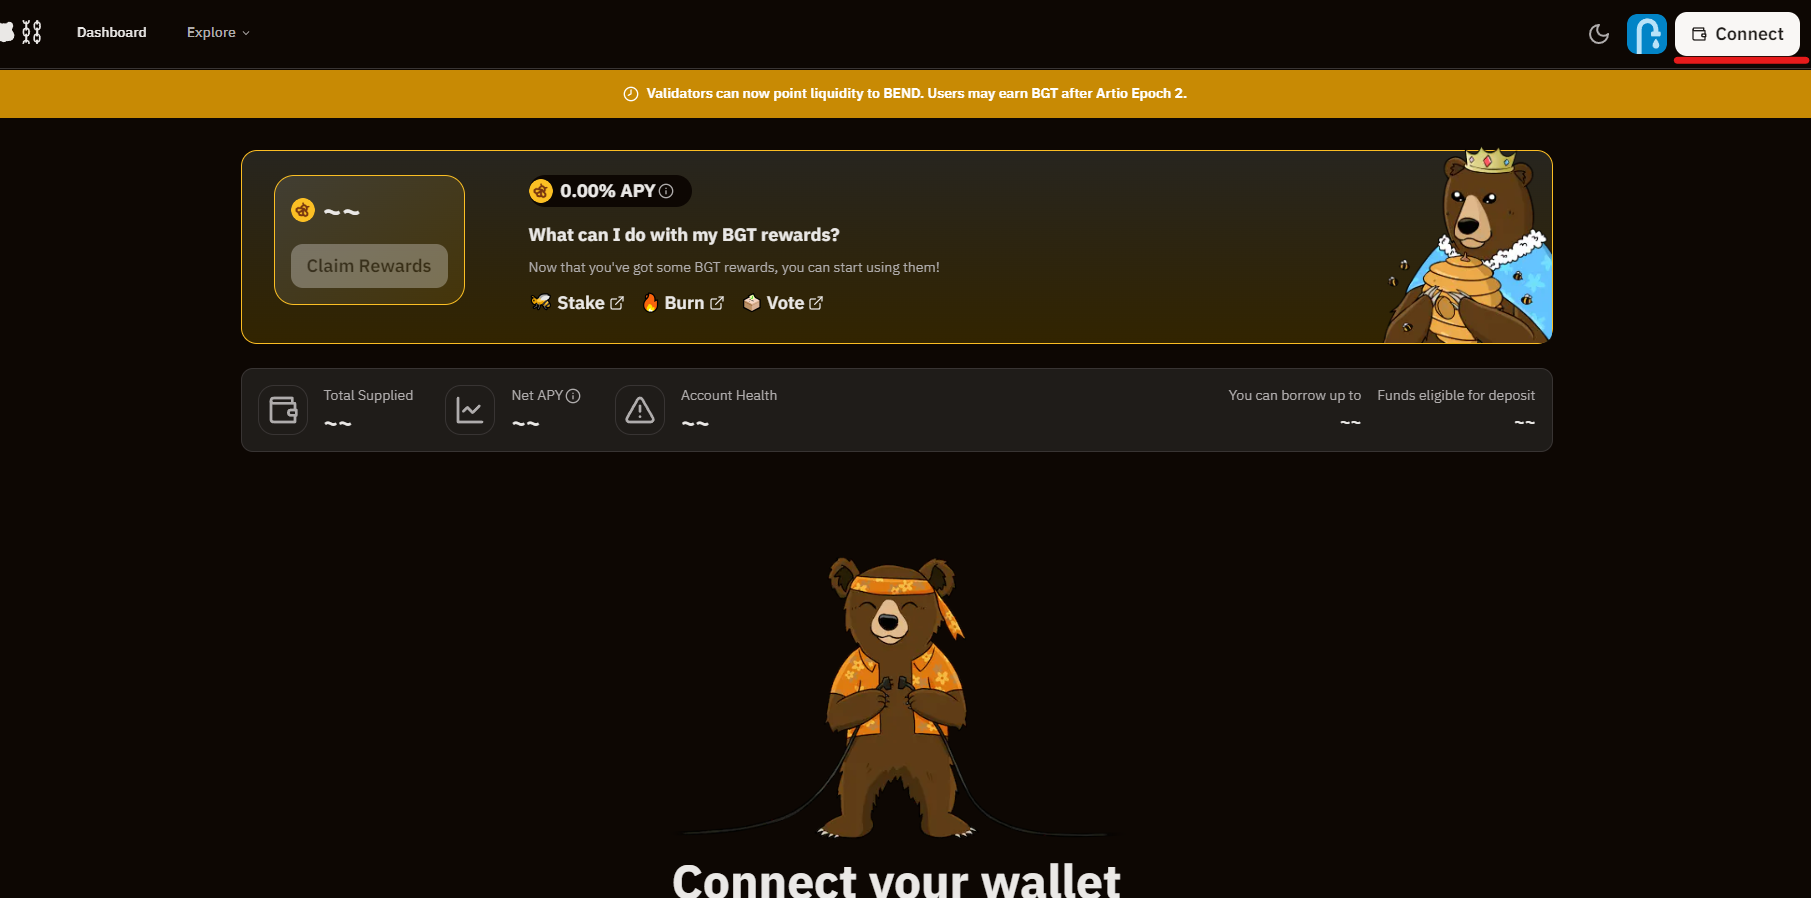 Dashboard Explore Connect
Validators can now point liquidity to BEND. Users may earn BGT after Artio Epoch 2.
~~
Claim Rewards
0.00% APY
What can I do with my BGT rewards?
Now that you've got some BGT rewards, you can start using them!
Stake Burn Vote
Total Supplied
~~
Net APY
~~
Account Health
~~
You can borrow up to
~~
Funds eligible for deposit
~~
Connect your wallet